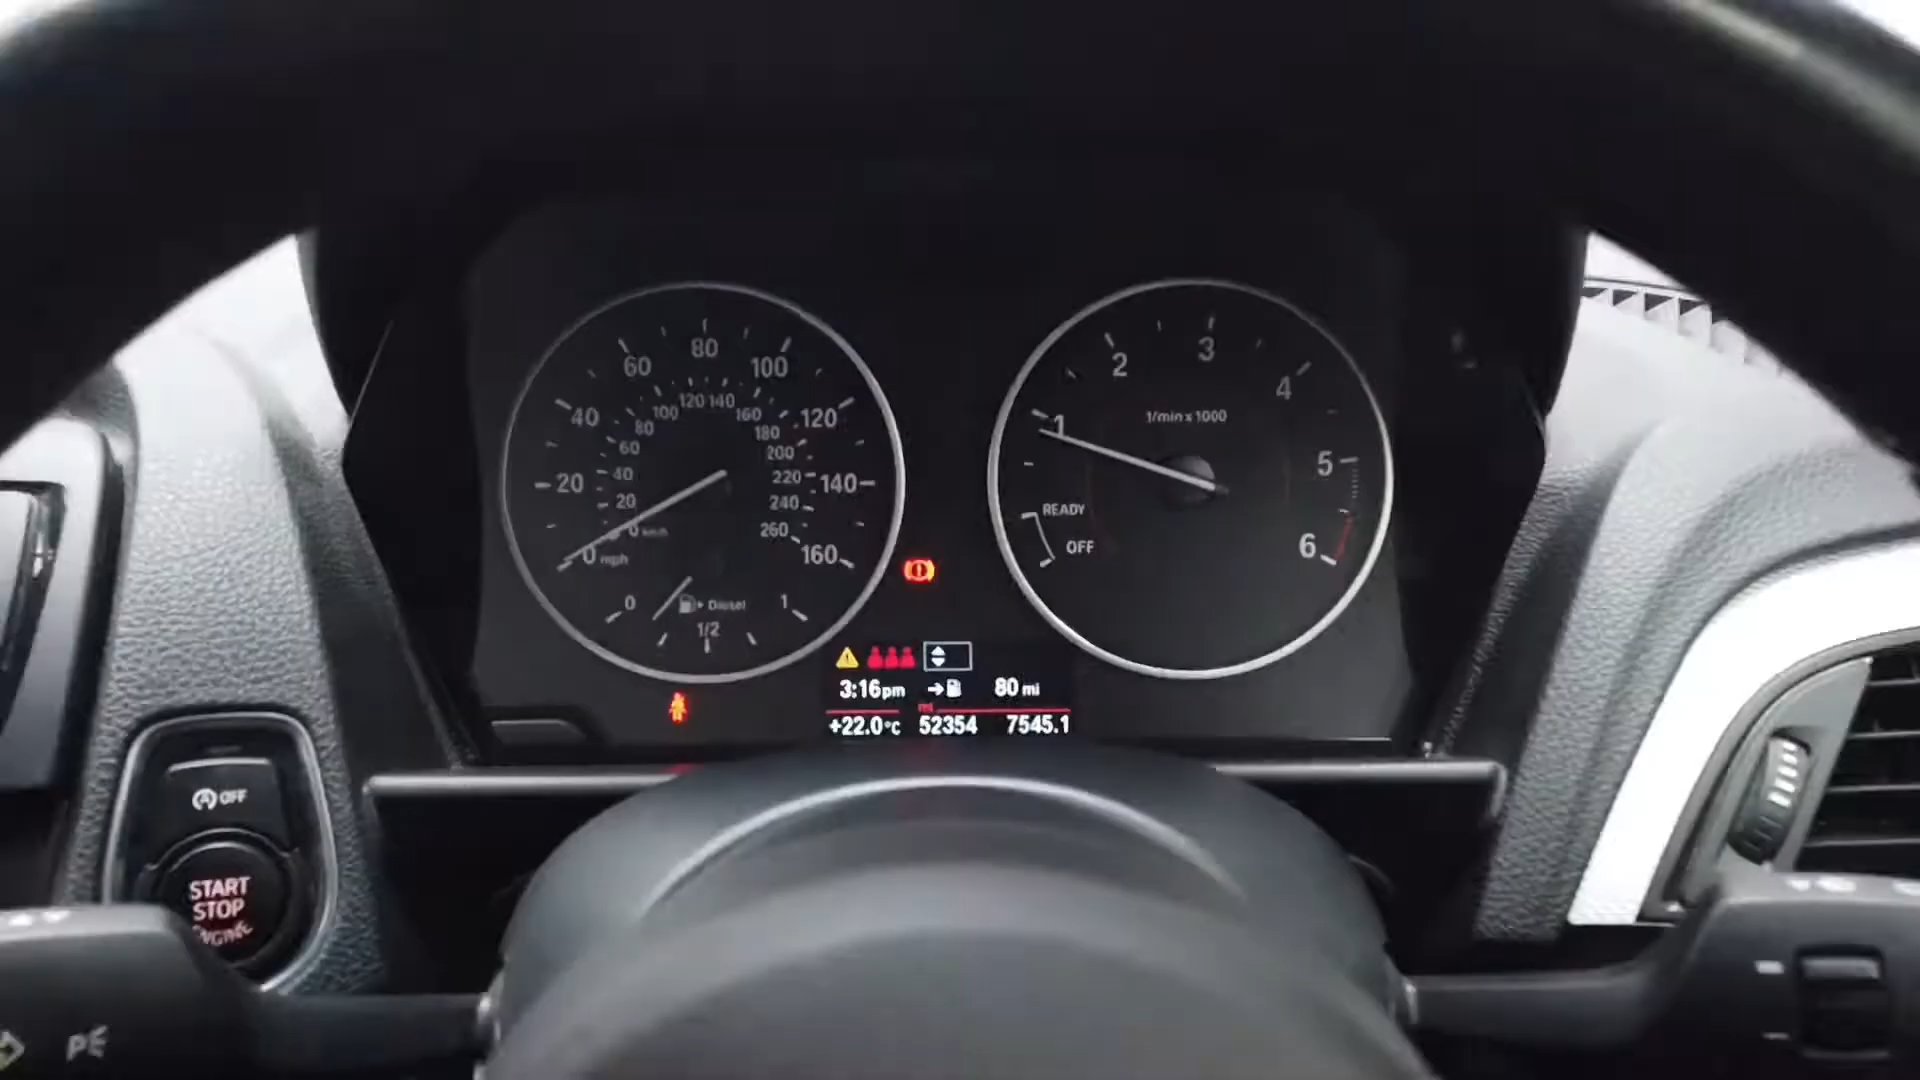 20
40
60
80
100
120
140
160
0 mph
0 km/h
20
40
60
80
100
120
140
160
180
200
220
240
260
0
1/2
1
Diesel
1
2
3
4
5
6
1/min x 1000
READY
OFF
3:16pm
80 mi
mi
+22.0°C
52354
7545.1
A OFF
START
STOP
ENGINE